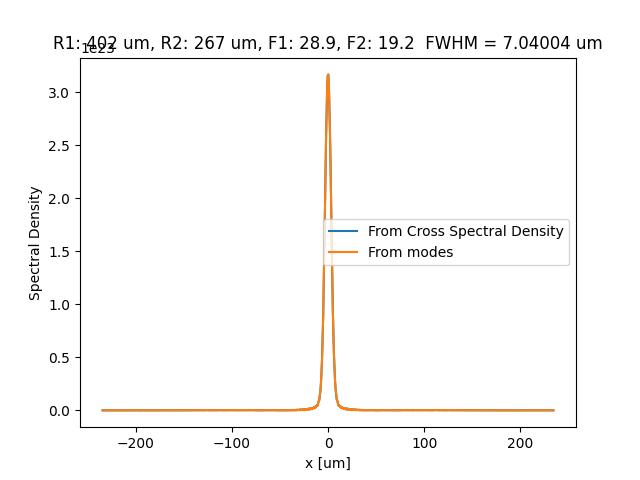 R1: 402 um, R2: 267 um, F1: 28.9, F2: 19.2  FWHM = 7.04004 um
1e23
3.0
2.5
2.0
1.5
1.0
0.5
0.0
Spectral Density
From Cross Spectral Density
From modes
−200
−100
0
100
200
x [um]